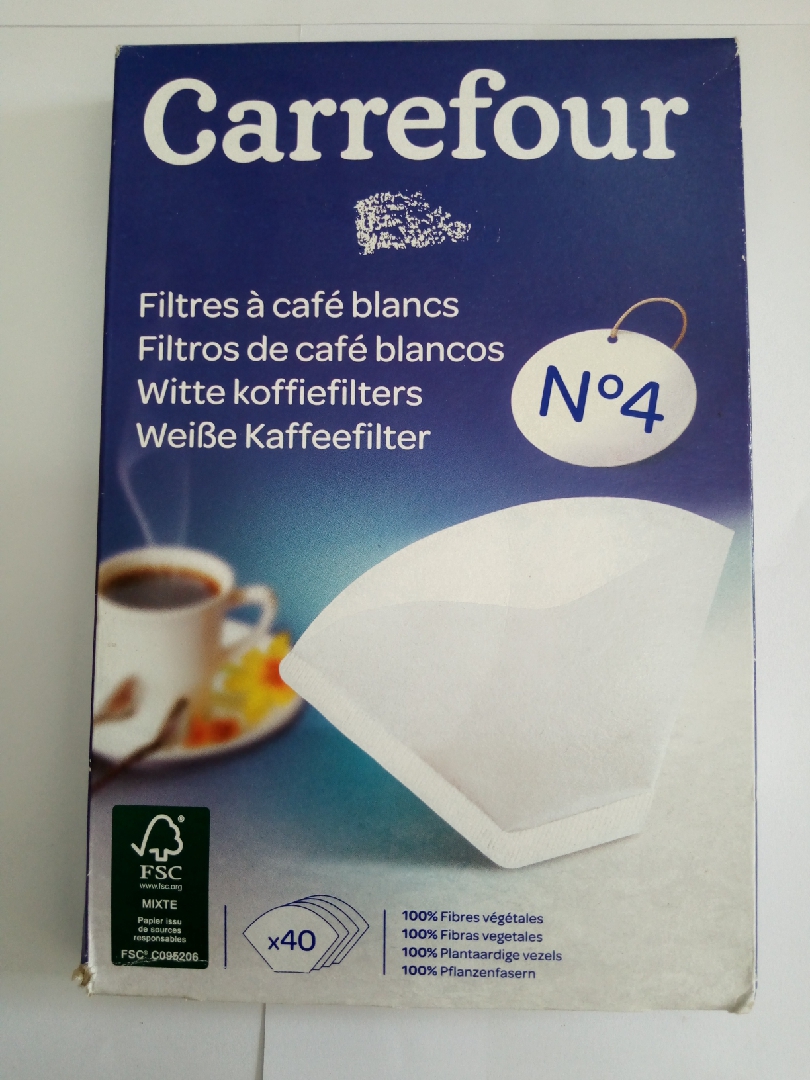 Carrefour
Filtres à café blancs
Filtros de café blancos
Witte koffiefilters
Weiße Kaffeefilter
Nº4
FSC®
www.fsc.org
MIXTE
Papier issu
de sources
responsables
FSC® C095206
x40
100% Fibres végétales
100% Fibras vegetales
100% Plantaardige vezels
100% Pflanzenfasern